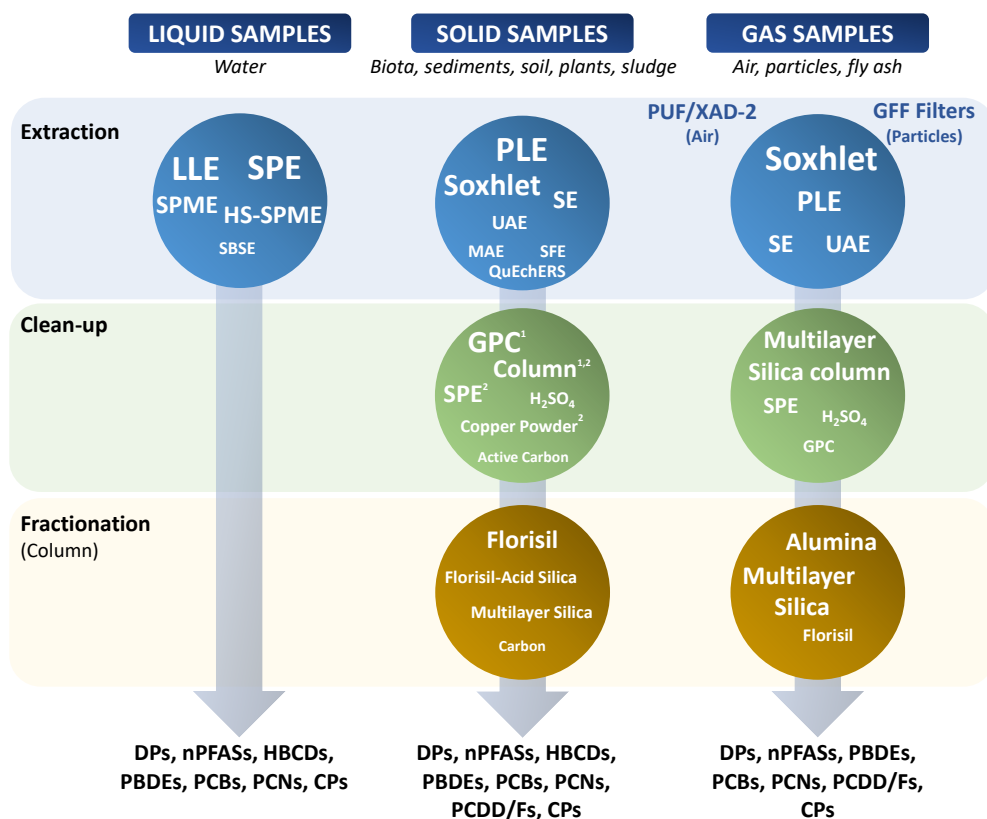 LIQUID SAMPLES
Water
SOLID SAMPLES
Biota, sediments, soil, plants, sludge
GAS SAMPLES
Air, particles, fly ash
Extraction
LLE SPE
SPME HS-SPME
SBSE
PLE
Soxhlet
SE
UAE
MAE SFE
QuEchERS
PUF/XAD-2
(Air)
GFF Filters
(Particles)
Soxhlet
PLE
SE UAE
Clean-up
GPC¹
Column¹,²
SPE²
H₂SO₄
Copper Powder²
Active Carbon
Multilayer
Silica column
SPE
H₂SO₄
GPC
Fractionation
(Column)
Florisil
Florisil-Acid Silica
Multilayer Silica
Carbon
Alumina
Multilayer
Silica
Florisil
DPs, nPFASs, HBCDs,
PBDEs, PCBs, PCNs, CPs
DPs, nPFASs, HBCDs,
PBDEs, PCBs, PCNs,
PCDD/Fs, CPs
DPs, nPFASs, PBDEs,
PCBs, PCNs, PCDD/Fs,
CPs